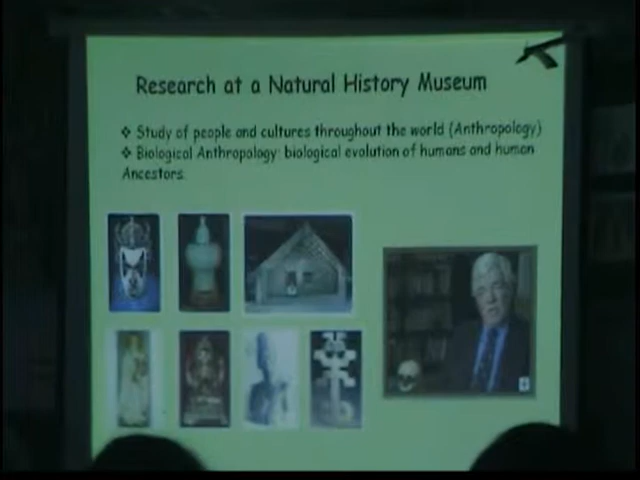 Research at a Natural History Museum
❖ Study of people and cultures throughout the world (Anthropology)
❖ Biological Anthropology: biological evolution of humans and human
Ancestors.